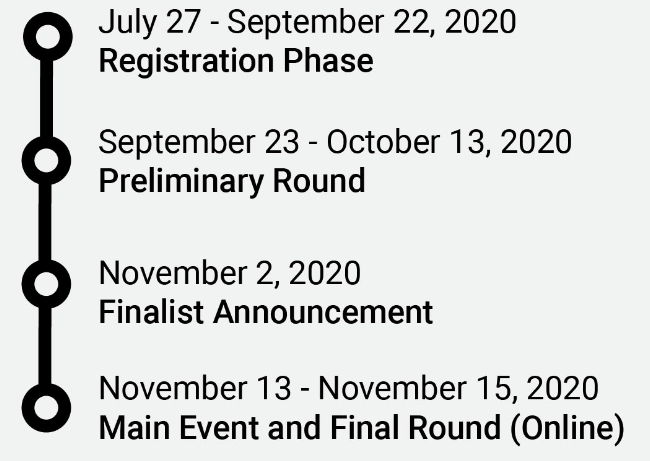 July 27 - September 22, 2020
Registration Phase
September 23 - October 13, 2020
Preliminary Round
November 2, 2020
Finalist Announcement
November 13 - November 15, 2020
Main Event and Final Round (Online)